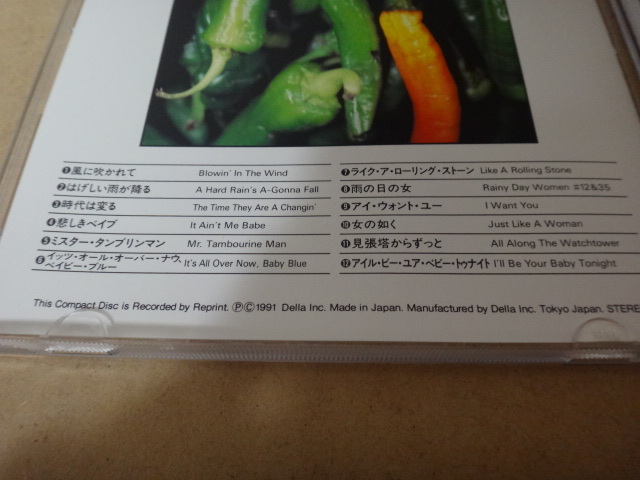 ❶風に吹かれて Blowin' In The Wind
❷はげしい雨が降る A Hard Rain's A-Gonna Fall
❸時代は変る The Time They Are A Changin'
❹悲しきベイブ It Ain't Me Babe
❺ミスター・タンブリンマン Mr. Tambourine Man
❻イッツ・オール・オーバー・ナウ、
ベイビー・ブルー It's All Over Now, Baby Blue
❼ライク・ア・ローリング・ストーン Like A Rolling Stone
❽雨の日の女 Rainy Day Women #12&35
❾アイ・ウォント・ユー I Want You
❿女の如く Just Like A Woman
⓫見張塔からずっと All Along The Watchtower
⓬アイル・ビー・ユア・ベビー・トゥナイト I'll Be Your Baby Tonight
This Compact Disc is Recorded by Reprint. ℗©1991 Della Inc. Made in Japan. Manufactured by Della Inc. Tokyo Japan. STERE